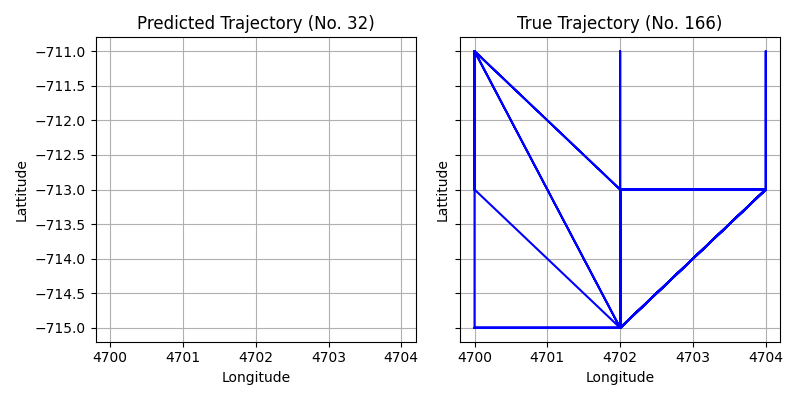 Predicted Trajectory (No. 32)
−711.0
−711.5
−712.0
−712.5
−713.0
−713.5
−714.0
−714.5
−715.0
Lattitude
4700 4701 4702 4703 4704
Longitude
True Trajectory (No. 166)
Lattitude
4700 4701 4702 4703 4704
Longitude